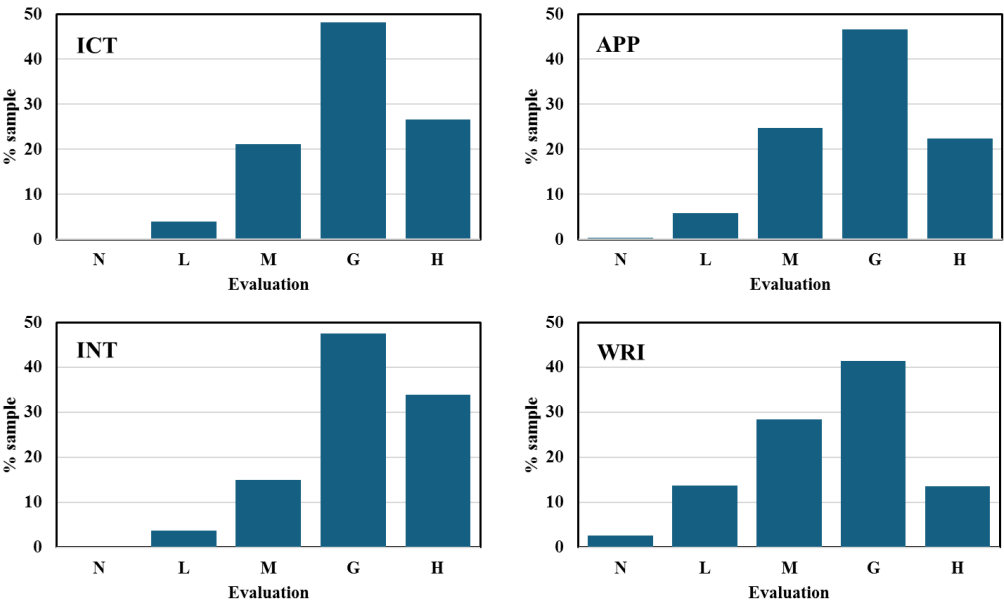 ICT
% sample
50
40
30
20
10
0
N L M G H
Evaluation
APP
% sample
50
40
30
20
10
0
N L M G H
Evaluation
INT
% sample
50
40
30
20
10
0
N L M G H
Evaluation
WRI
% sample
50
40
30
20
10
0
N L M G H
Evaluation